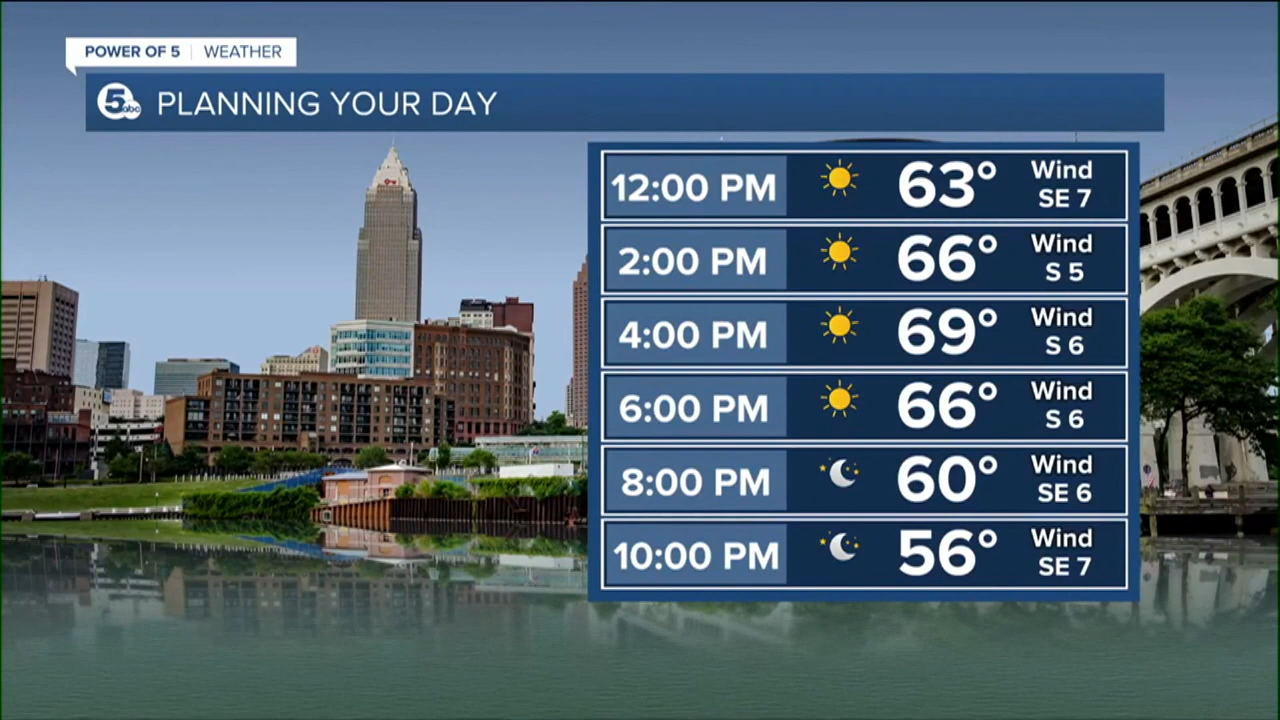 POWER OF 5 | WEATHER
5 abc PLANNING YOUR DAY
12:00 PM 63° Wind SE 7
2:00 PM 66° Wind S 5
4:00 PM 69° Wind S 6
6:00 PM 66° Wind S 6
8:00 PM 60° Wind SE 6
10:00 PM 56° Wind SE 7